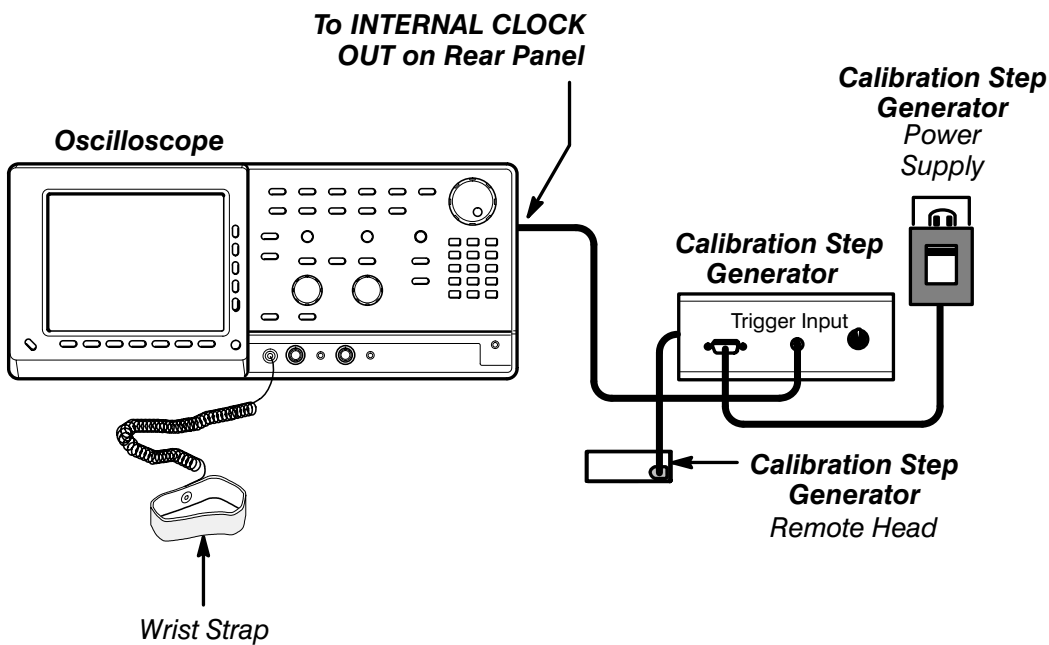 To INTERNAL CLOCK
OUT on Rear Panel
Calibration Step
Generator
Power
Supply
Oscilloscope
Calibration Step
Generator
Trigger Input
Calibration Step
Generator
Remote Head
Wrist Strap